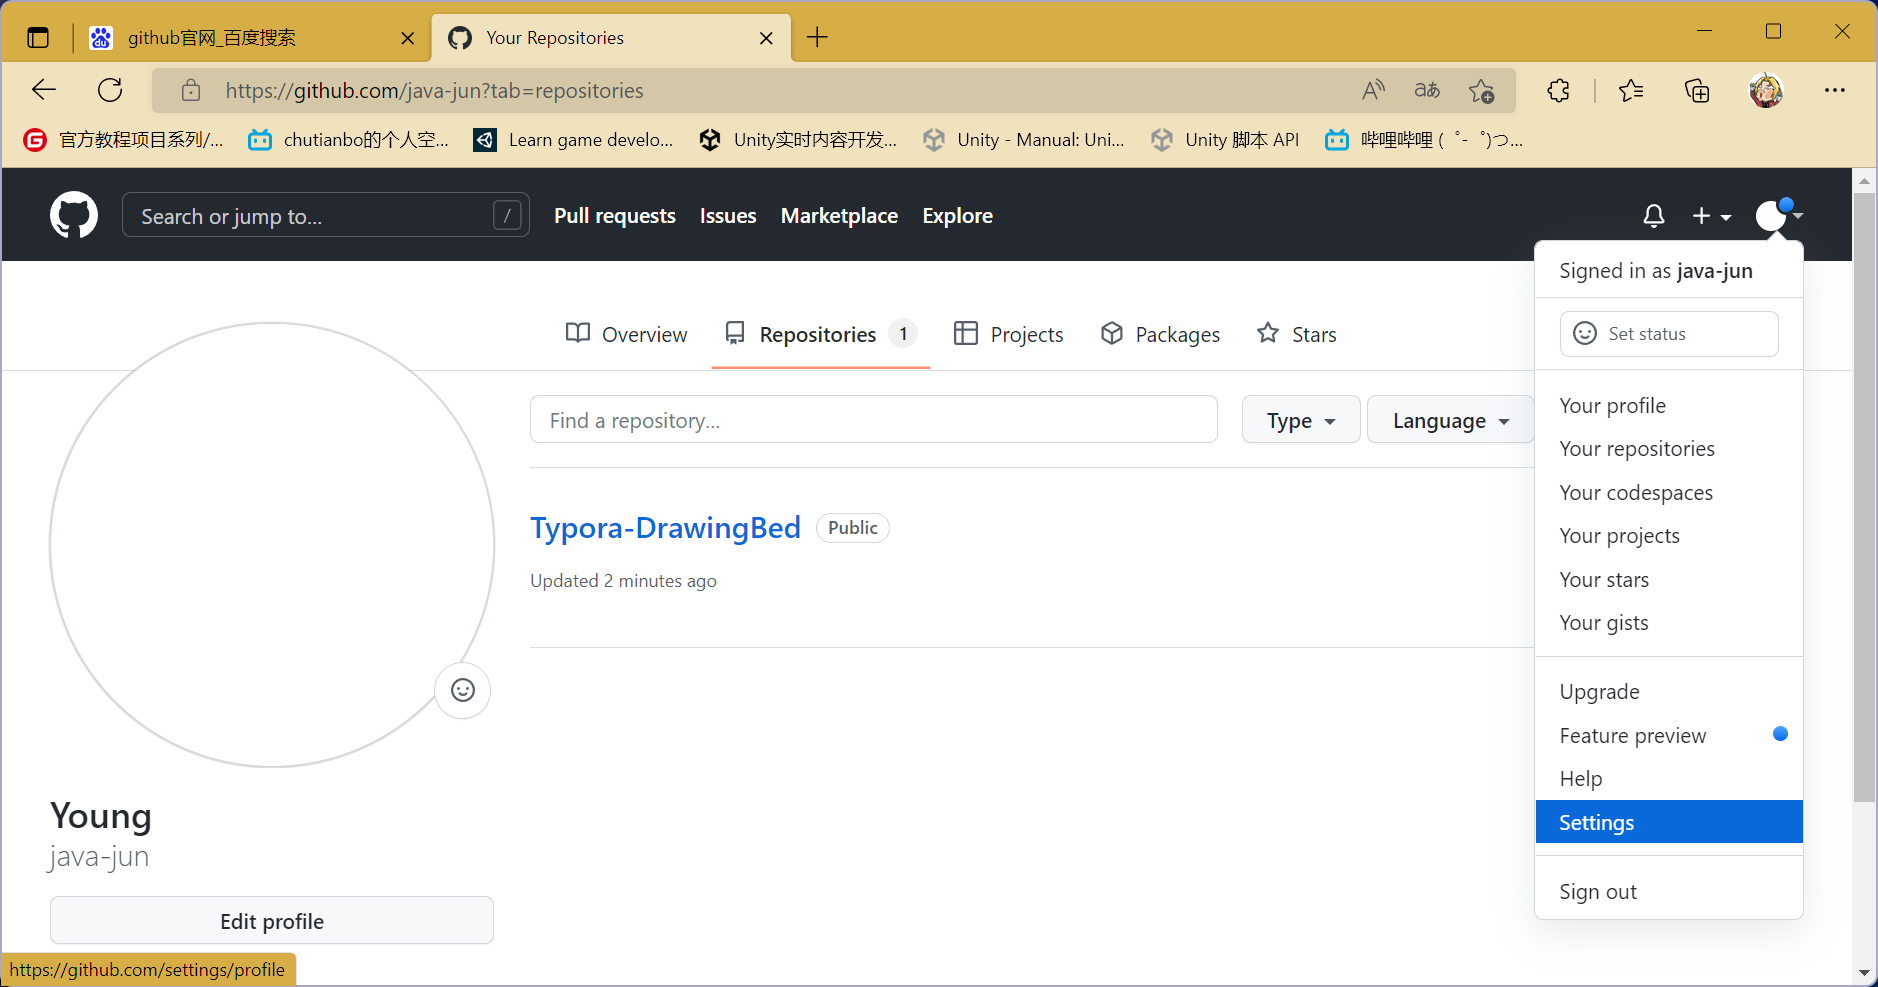 github官网_百度搜索
Your Repositories
https://github.com/java-jun?tab=repositories
aあ
官方教程项目系列/...
chutianbo的个人空...
Learn game develo...
Unity实时内容开发...
Unity - Manual: Uni...
Unity 脚本 API
哔哩哔哩 (゜-゜)つ...
Search or jump to...
/
Pull requests
Issues
Marketplace
Explore
Signed in as java-jun
Set status
Your profile
Your repositories
Your codespaces
Your projects
Your stars
Your gists
Upgrade
Feature preview
Help
Settings
Sign out
Overview
Repositories 1
Projects
Packages
Stars
Find a repository...
Type
Language
Typora-DrawingBed
Public
Updated 2 minutes ago
Young
java-jun
Edit profile
https://github.com/settings/profile